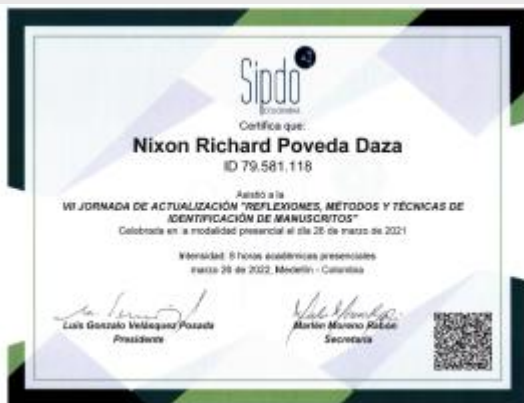 Sipdo
COLOMBIA
Certifica que:
Nixon Richard Poveda Daza
ID 79.581.118
Asistió a la
VII JORNADA DE ACTUALIZACIÓN "REFLEXIONES, MÉTODOS Y TÉCNICAS DE
IDENTIFICACIÓN DE MANUSCRITOS"
Celebrada en la modalidad presencial el día 26 de marzo de 2021
Intensidad: 8 horas académicas presenciales
marzo 26 de 2022, Medellín - Colombia
Luis Gonzalo Velásquez Posada
Presidente
Marlén Moreno Rubio
Secretaria